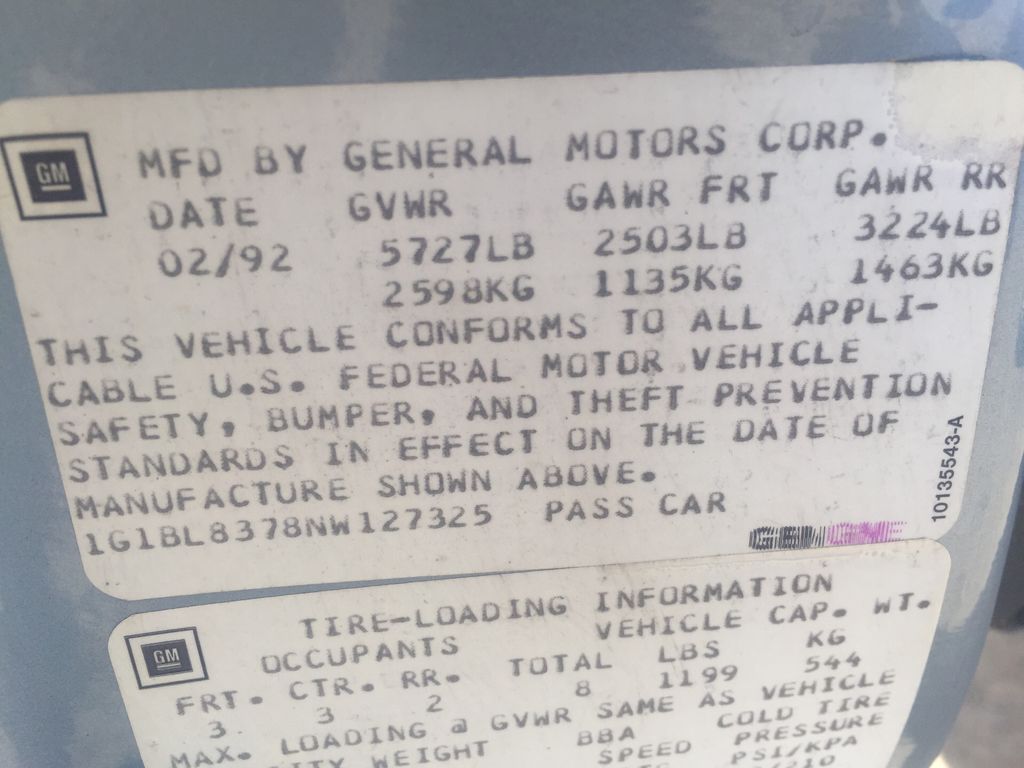 GM
MFD BY GENERAL MOTORS CORP.
DATE GVWR GAWR FRT GAWR RR
02/92 5727LB 2503LB 3224LB
2598KG 1135KG 1463KG
THIS VEHICLE CONFORMS TO ALL APPLI-
CABLE U.S. FEDERAL MOTOR VEHICLE
SAFETY, BUMPER, AND THEFT PREVENTION
STANDARDS IN EFFECT ON THE DATE OF
MANUFACTURE SHOWN ABOVE.
1G1BL8378NW127325 PASS CAR
10135543-A
GM
TIRE-LOADING INFORMATION
OCCUPANTS VEHICLE CAP. WT.
FRT. CTR. RR. TOTAL LBS KG
3 3 2 8 1199 544
MAX. LOADING @ GVWR SAME AS VEHICLE
WEIGHT BBA COLD TIRE
SPEED PRESSURE
PSI/KPA